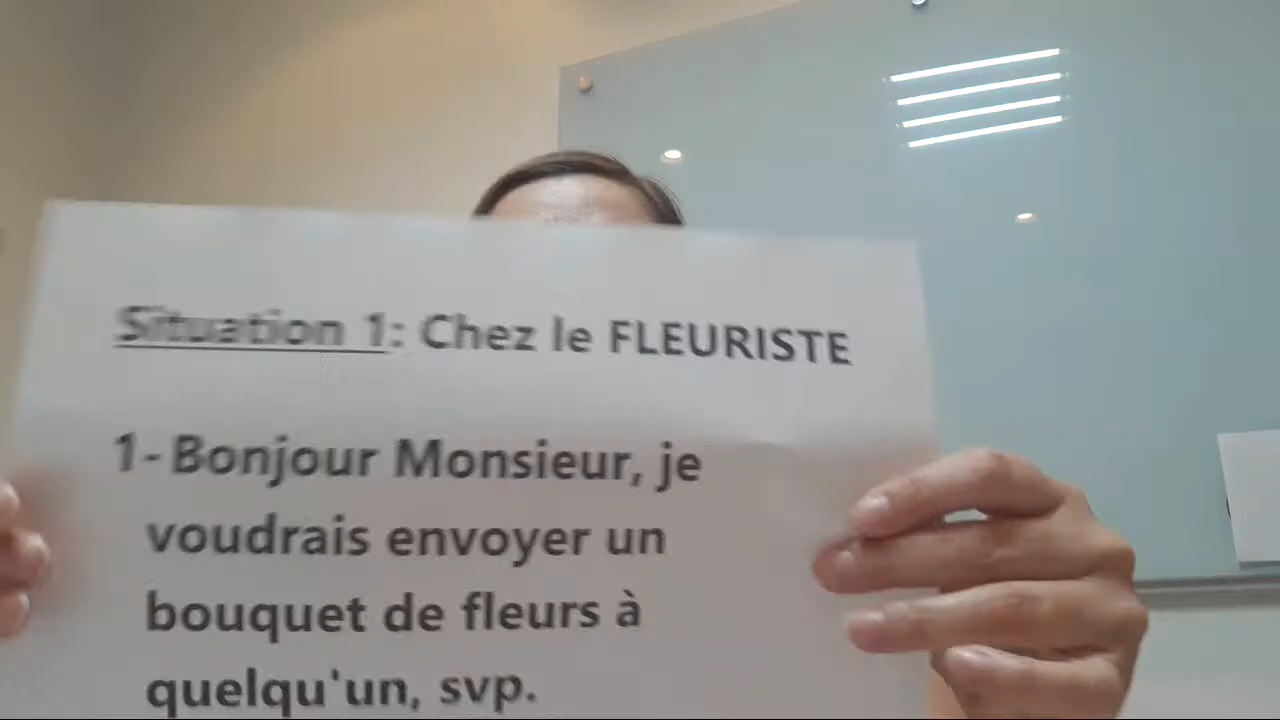 Situation 1: Chez le FLEURISTE
1- Bonjour Monsieur, je
voudrais envoyer un
bouquet de fleurs à
quelqu'un, svp.